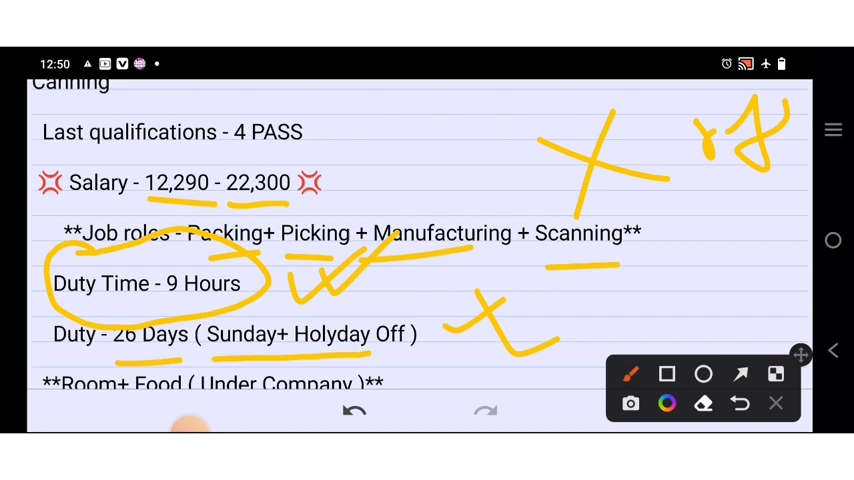 12:50
Canning
Last qualifications - 4 PASS
💢 Salary - 12,290 - 22,300 💢
**Job roles - Packing+ Picking + Manufacturing + Scanning**
Duty Time - 9 Hours
Duty - 26 Days ( Sunday+ Holyday Off )
**Room+ Food ( Under Company )**